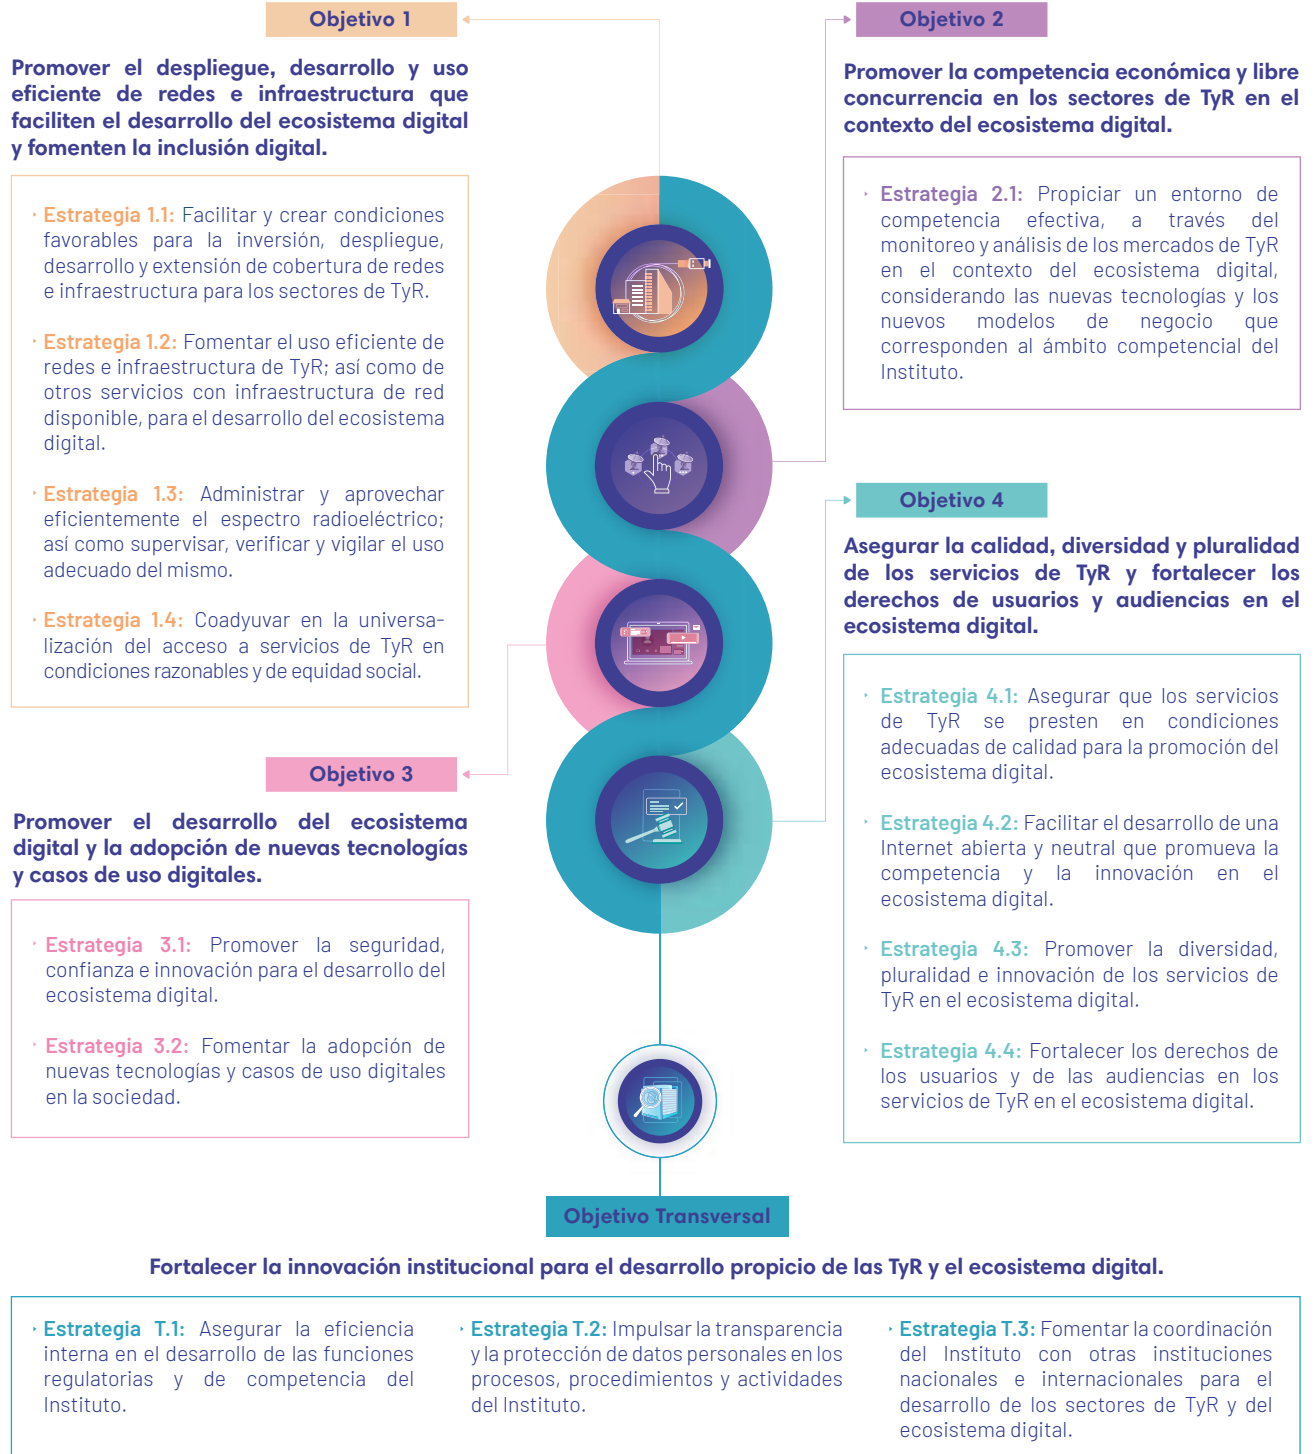 Objetivo 1
Promover el despliegue, desarrollo y uso
eficiente de redes e infraestructura que
faciliten el desarrollo del ecosistema digital
y fomenten la inclusión digital.
Estrategia 1.1: Facilitar y crear condiciones
favorables para la inversión, despliegue,
desarrollo y extensión de cobertura de redes
e infraestructura para los sectores de TyR.
Estrategia 1.2: Fomentar el uso eficiente de
redes e infraestructura de TyR; así como de
otros servicios con infraestructura de red
disponible, para el desarrollo del ecosistema
digital.
Estrategia 1.3: Administrar y aprovechar
eficientemente el espectro radioeléctrico;
así como supervisar, verificar y vigilar el uso
adecuado del mismo.
Estrategia 1.4: Coadyuvar en la universa-
lización del acceso a servicios de TyR en
condiciones razonables y de equidad social.
Objetivo 2
Promover la competencia económica y libre
concurrencia en los sectores de TyR en el
contexto del ecosistema digital.
Estrategia 2.1: Propiciar un entorno de
competencia efectiva, a través del
monitoreo y análisis de los mercados de TyR
en el contexto del ecosistema digital,
considerando las nuevas tecnologías y los
nuevos modelos de negocio que
corresponden al ámbito competencial del
Instituto.
Objetivo 3
Promover el desarrollo del ecosistema
digital y la adopción de nuevas tecnologías
y casos de uso digitales.
Estrategia 3.1: Promover la seguridad,
confianza e innovación para el desarrollo del
ecosistema digital.
Estrategia 3.2: Fomentar la adopción de
nuevas tecnologías y casos de uso digitales
en la sociedad.
Objetivo 4
Asegurar la calidad, diversidad y pluralidad
de los servicios de TyR y fortalecer los
derechos de usuarios y audiencias en el
ecosistema digital.
Estrategia 4.1: Asegurar que los servicios
de TyR se presten en condiciones
adecuadas de calidad para la promoción del
ecosistema digital.
Estrategia 4.2: Facilitar el desarrollo de una
Internet abierta y neutral que promueva la
competencia y la innovación en el
ecosistema digital.
Estrategia 4.3: Promover la diversidad,
pluralidad e innovación de los servicios de
TyR en el ecosistema digital.
Estrategia 4.4: Fortalecer los derechos de
los usuarios y de las audiencias en los
servicios de TyR en el ecosistema digital.
Objetivo Transversal
Fortalecer la innovación institucional para el desarrollo propicio de las TyR y el ecosistema digital.
Estrategia T.1: Asegurar la eficiencia
interna en el desarrollo de las funciones
regulatorias y de competencia del
Instituto.
Estrategia T.2: Impulsar la transparencia
y la protección de datos personales en los
procesos, procedimientos y actividades
del Instituto.
Estrategia T.3: Fomentar la coordinación
del Instituto con otras instituciones
nacionales e internacionales para el
desarrollo de los sectores de TyR y del
ecosistema digital.